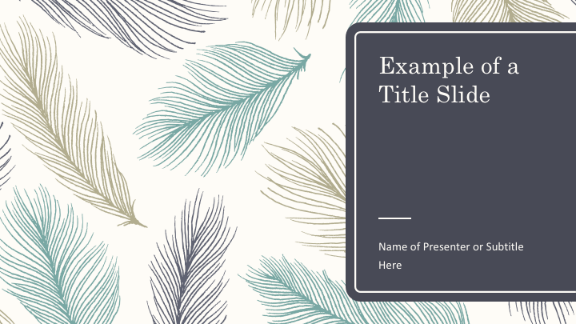 Example of a
Title Slide
Name of Presenter or Subtitle
Here